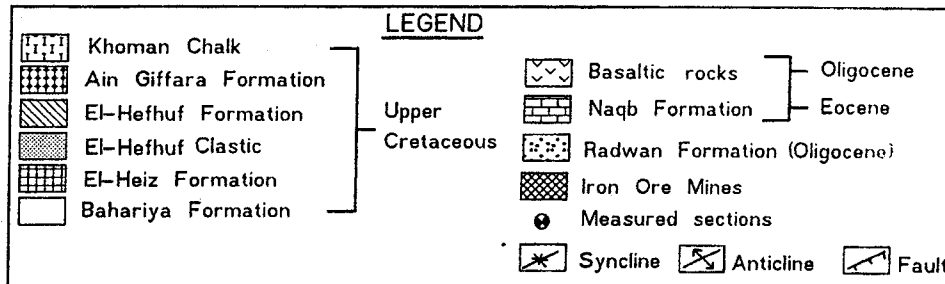 LEGEND
Khoman Chalk
Ain Giffara Formation
El-Hefhuf Formation
El-Hefhuf Clastic
El-Heiz Formation
Bahariya Formation
Upper
Cretaceous
Basaltic rocks
Oligocene
Naqb Formation
Eocene
Radwan Formation (Oligocene)
Iron Ore Mines
Measured sections
Syncline
Anticline
Fault